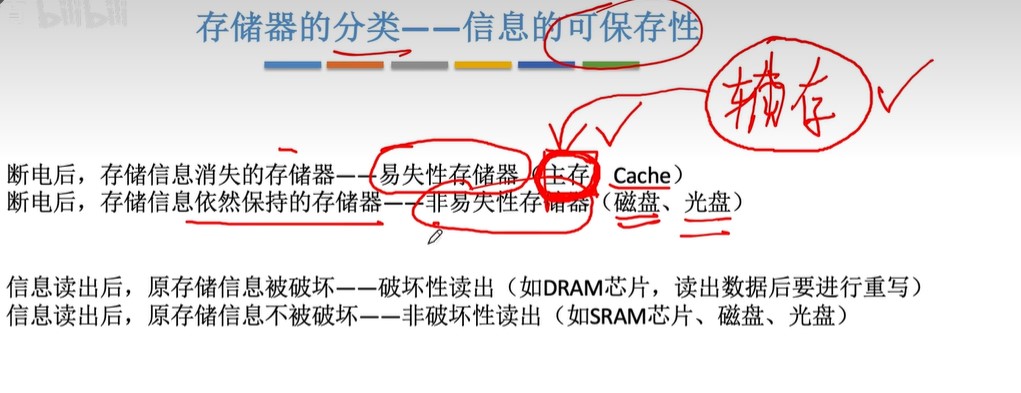 bilibili
存储器的分类——信息的可保存性
辅存
断电后，存储信息消失的存储器——易失性存储器（主存、Cache）
断电后，存储信息依然保持的存储器——非易失性存储器（磁盘、光盘）
信息读出后，原存储信息被破坏——破坏性读出（如DRAM芯片，读出数据后要进行重写）
信息读出后，原存储信息不被破坏——非破坏性读出（如SRAM芯片、磁盘、光盘）